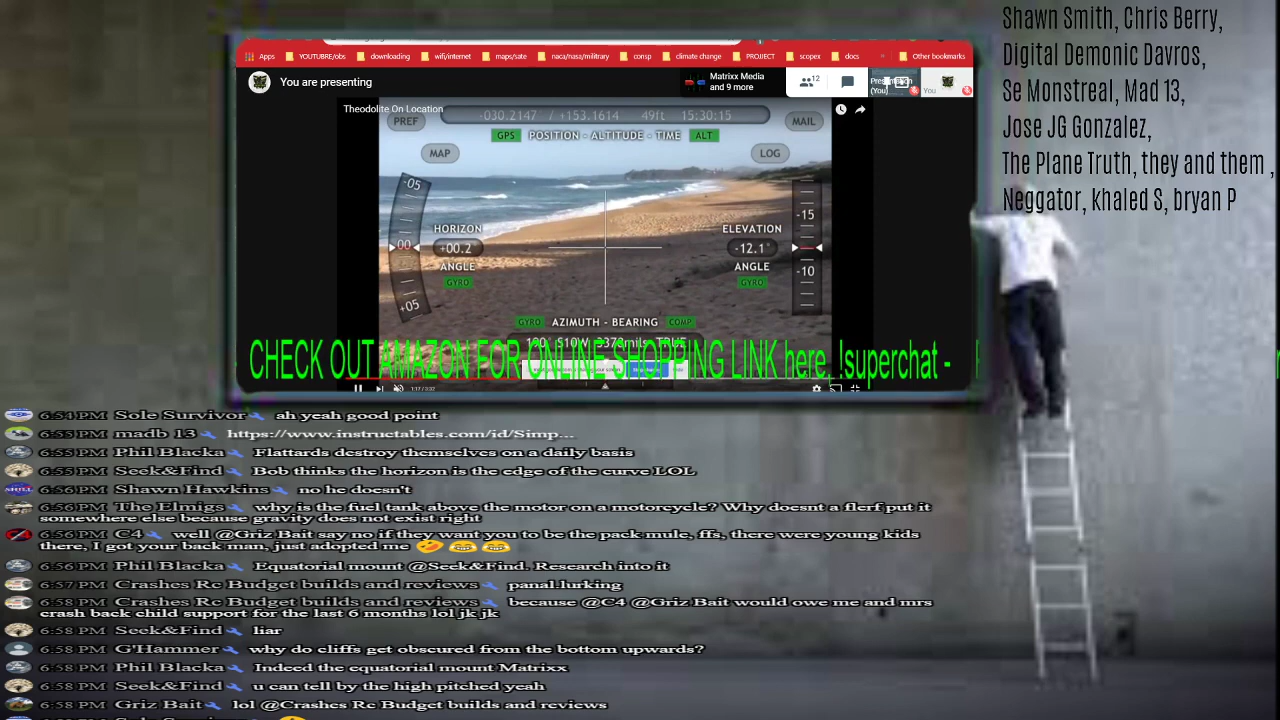 Shawn Smith, Chris Berry,
Digital Demonic Davros,
Se Monstreal, Mad 13,
Jose JG Gonzalez,
The Plane Truth, they and them ,
Neggator, khaled S, bryan P
Apps YOUTUBRE/obs downloading wifi/internet maps/sate naca/nasa/military consp climate change PROJECT scopex docs Other bookmarks
You are presenting
Matrixx Media
and 9 more
12
(You)
You
Theodolite On Location
PREF
-030.2147 / +153.1614 49ft 15:30:15
MAIL
GPS POSITION - ALTITUDE - TIME ALT
MAP
LOG
-05
00
+05
HORIZON
+00.2
ANGLE
GYRO
ELEVATION
-12.1°
ANGLE
GYRO
-15
-10
GYRO AZIMUTH - BEARING COMP
190° S10W 3378mils TRUE
CHECK OUT AMAZON FOR ONLINE SHOPPING LINK here. !superchat -
6:54 PM Sole Survivor ah yeah good point
6:55 PM madb 13 https://www.instructables.com/id/Simp...
6:55 PM Phil Blacka Flattards destroy themselves on a daily basis
6:55 PM Seek&Find Bob thinks the horizon is the edge of the curve LOL
6:56 PM Shawn Hawkins no he doesn't
6:56 PM The Elmigs why is the fuel tank above the motor on a motorcycle? Why doesnt a flerf put it
somewhere else because gravity does not exist right
6:56 PM C4 well @Griz Bait say no if they want you to be the pack mule, ffs, there were young kids
there, I got your back man, just adopted me 🤣 😂 😂
6:56 PM Phil Blacka Equatorial mount @Seek&Find. Research into it
6:57 PM Crashes Rc Budget builds and reviews panal lurking
6:58 PM Crashes Rc Budget builds and reviews because @C4 @Griz Bait would owe me and mrs
crash back child support for the last 6 months lol jk jk
6:58 PM Seek&Find liar
6:58 PM G'Hammer why do cliffs get obscured from the bottom upwards?
6:58 PM Phil Blacka Indeed the equatorial mount Matrixx
6:58 PM Seek&Find u can tell by the high pitched yeah
6:58 PM Griz Bait lol @Crashes Rc Budget builds and reviews